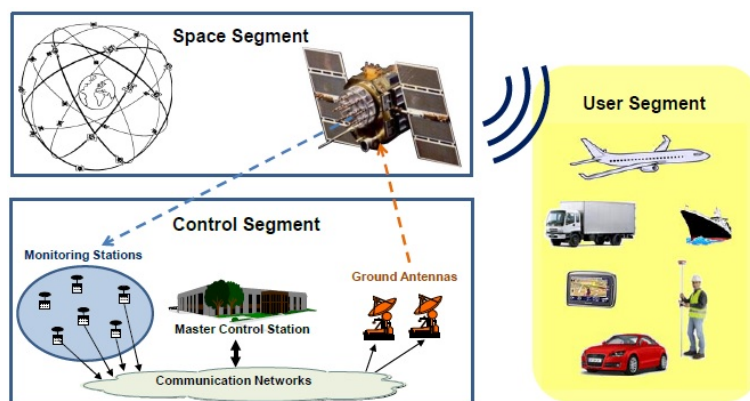 Space Segment
User Segment
Control Segment
Monitoring Stations
Ground Antennas
Master Control Station
Communication Networks